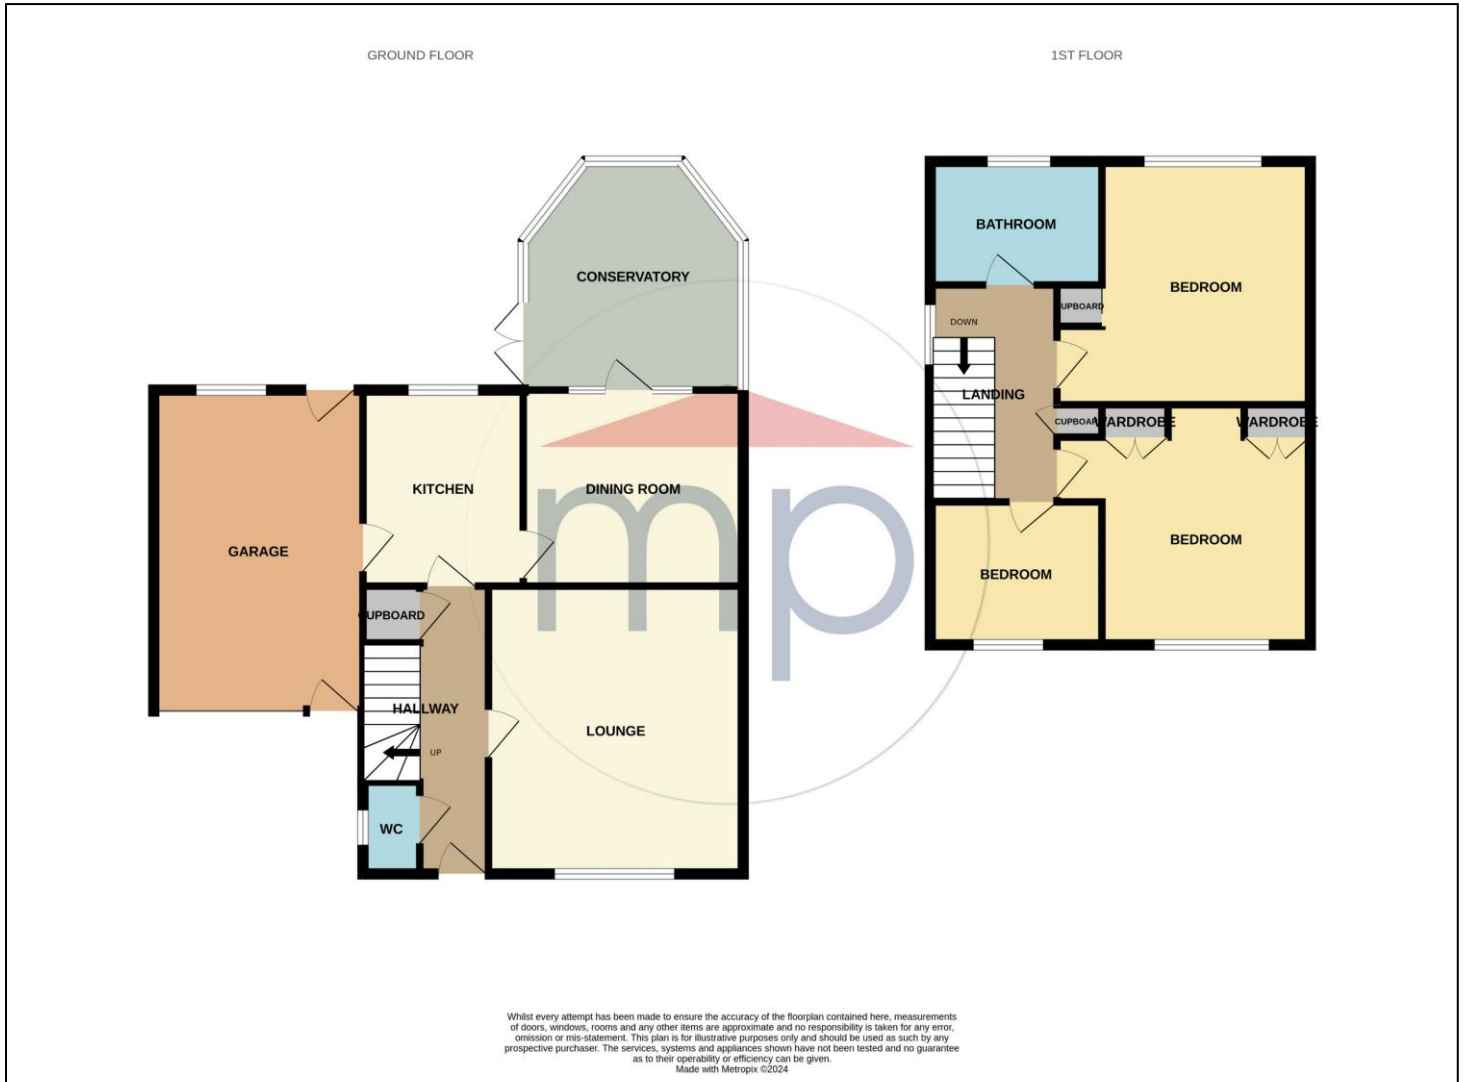 GROUND FLOOR
1ST FLOOR
CONSERVATORY
KITCHEN
DINING ROOM
GARAGE
UPBOARD
HALLWAY
UP
LOUNGE
WC
BATHROOM
BEDROOM
UPBOARD
DOWN
LANDING
CUPBOAR
WARDROBE
WARDROBE
BEDROOM
BEDROOM
mp
Whilst every attempt has been made to ensure the accuracy of the floorplan contained here, measurements
of doors, windows, rooms and any other items are approximate and no responsibility is taken for any error,
omission or mis-statement. This plan is for illustrative purposes only and should be used as such by any
prospective purchaser. The services, systems and appliances shown have not been tested and no guarantee
as to their operability or efficiency can be given.
Made with Metropix ©2024